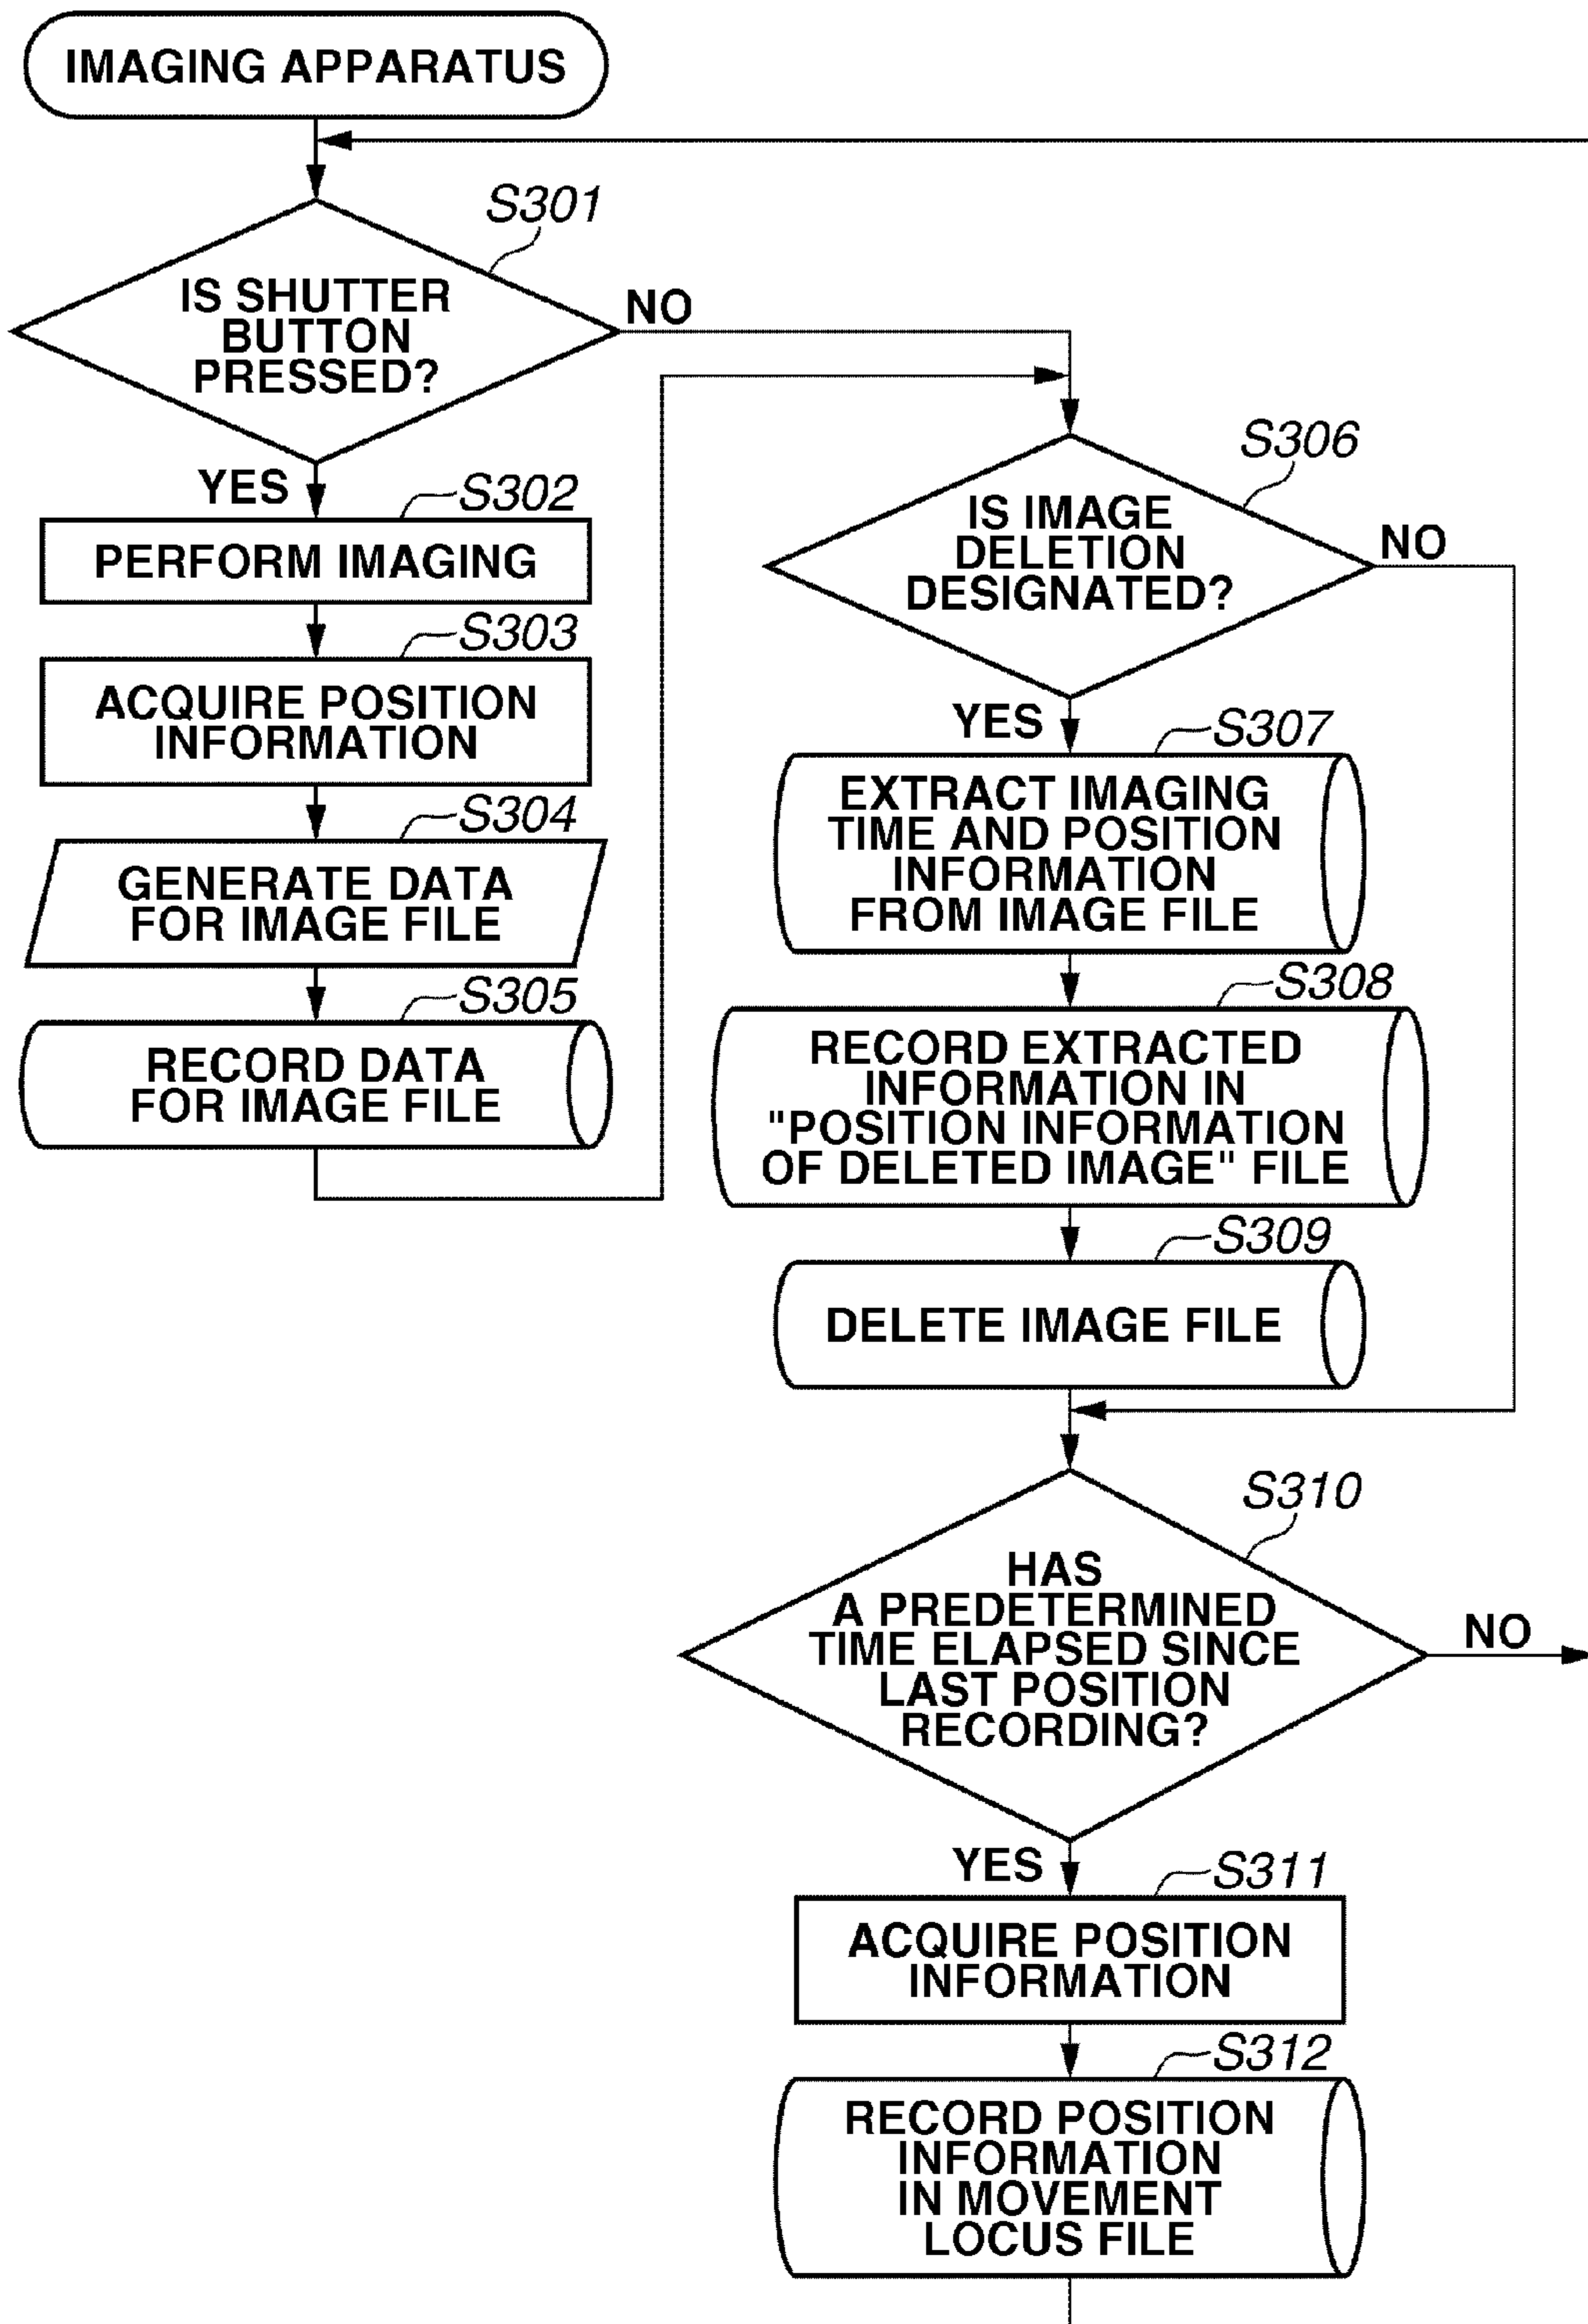 IMAGING APPARATUS
S301
IS SHUTTER
BUTTON
PRESSED?
NO
YES
S302
PERFORM IMAGING
S303
ACQUIRE POSITION
INFORMATION
S304
GENERATE DATA
FOR IMAGE FILE
S305
RECORD DATA
FOR IMAGE FILE
S306
IS IMAGE
DELETION
DESIGNATED?
NO
YES
S307
EXTRACT IMAGING
TIME AND POSITION
INFORMATION
FROM IMAGE FILE
S308
RECORD EXTRACTED
INFORMATION IN
"POSITION INFORMATION
OF DELETED IMAGE" FILE
S309
DELETE IMAGE FILE
S310
HAS
A PREDETERMINED
TIME ELAPSED SINCE
LAST POSITION
RECORDING?
NO
YES
S311
ACQUIRE POSITION
INFORMATION
S312
RECORD POSITION
INFORMATION
IN MOVEMENT
LOCUS FILE